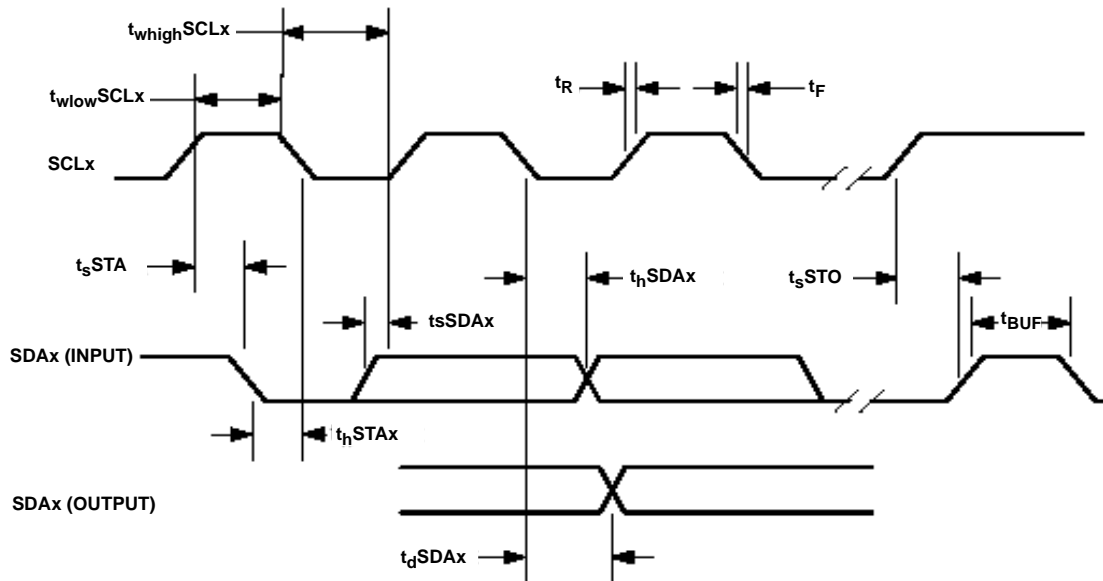 twhighSCLx
twlowSCLx
tR
tF
SCLx
tsSTA
thSDAx
tsSTO
tsSDAx
tBUF
SDAx (INPUT)
thSTAx
SDAx (OUTPUT)
tdSDAx